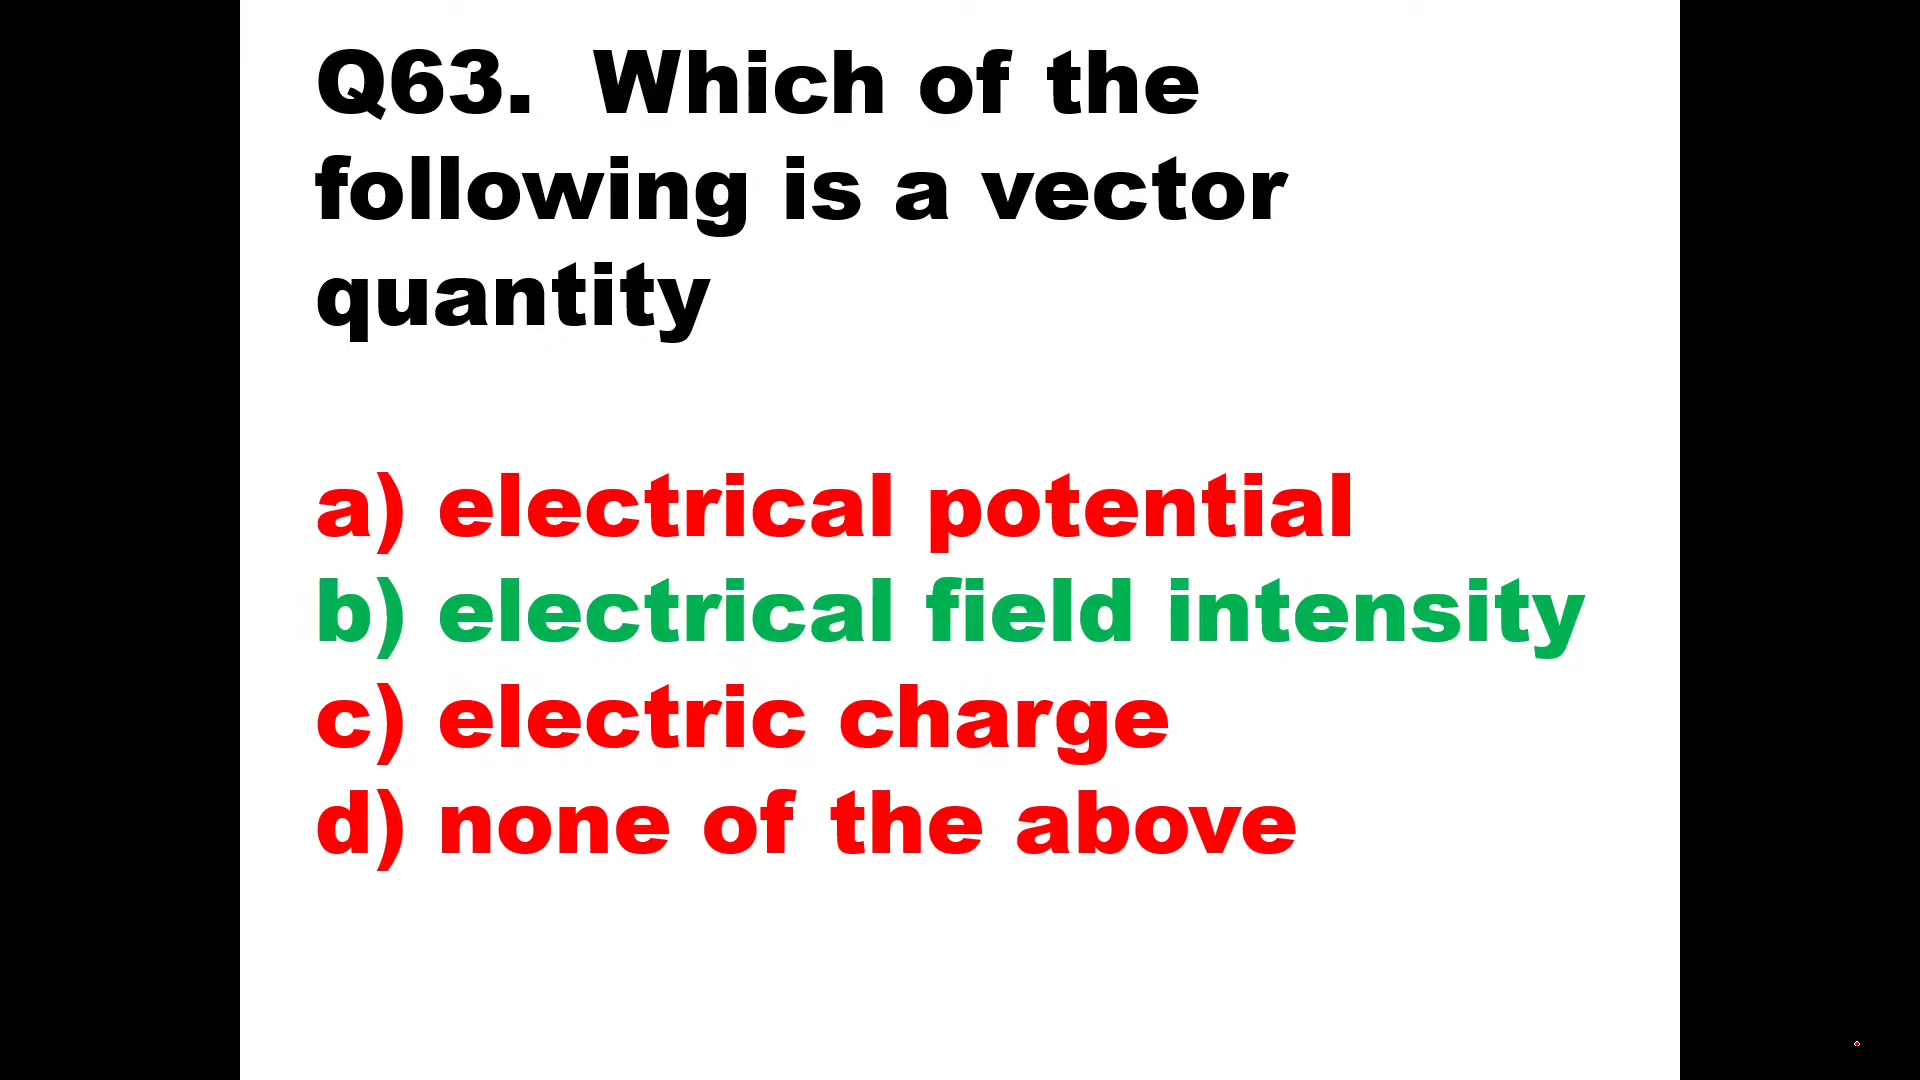 Q63. Which of the
following is a vector
quantity
a) electrical potential
b) electrical field intensity
c) electric charge
d) none of the above